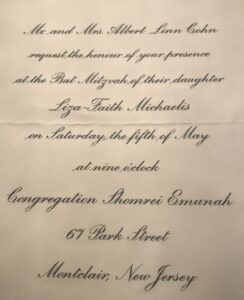 Mr. and Mrs. Albert Linn Cohn
request the honour of your presence
at the Bat Mitzvah of their daughter
Liza-Faith Michaelis
on Saturday, the fifth of May
at nine o'clock
Congregation Shomrei Emunah
67 Park Street
Montclair, New Jersey